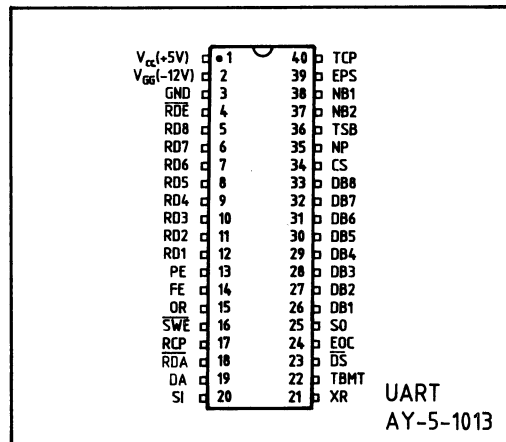 Vcc(+5V) 1 40 TCP
VGG(-12V) 2 39 EPS
GND 3 38 NB1
RDE 4 37 NB2
RD8 5 36 TSB
RD7 6 35 NP
RD6 7 34 CS
RD5 8 33 DB8
RD4 9 32 DB7
RD3 10 31 DB6
RD2 11 30 DB5
RD1 12 29 DB4
PE 13 28 DB3
FE 14 27 DB2
OR 15 26 DB1
SWE 16 25 SO
RCP 17 24 EOC
RDA 18 23 DS
DA 19 22 TBMT
SI 20 21 XR
UART
AY-5-1013